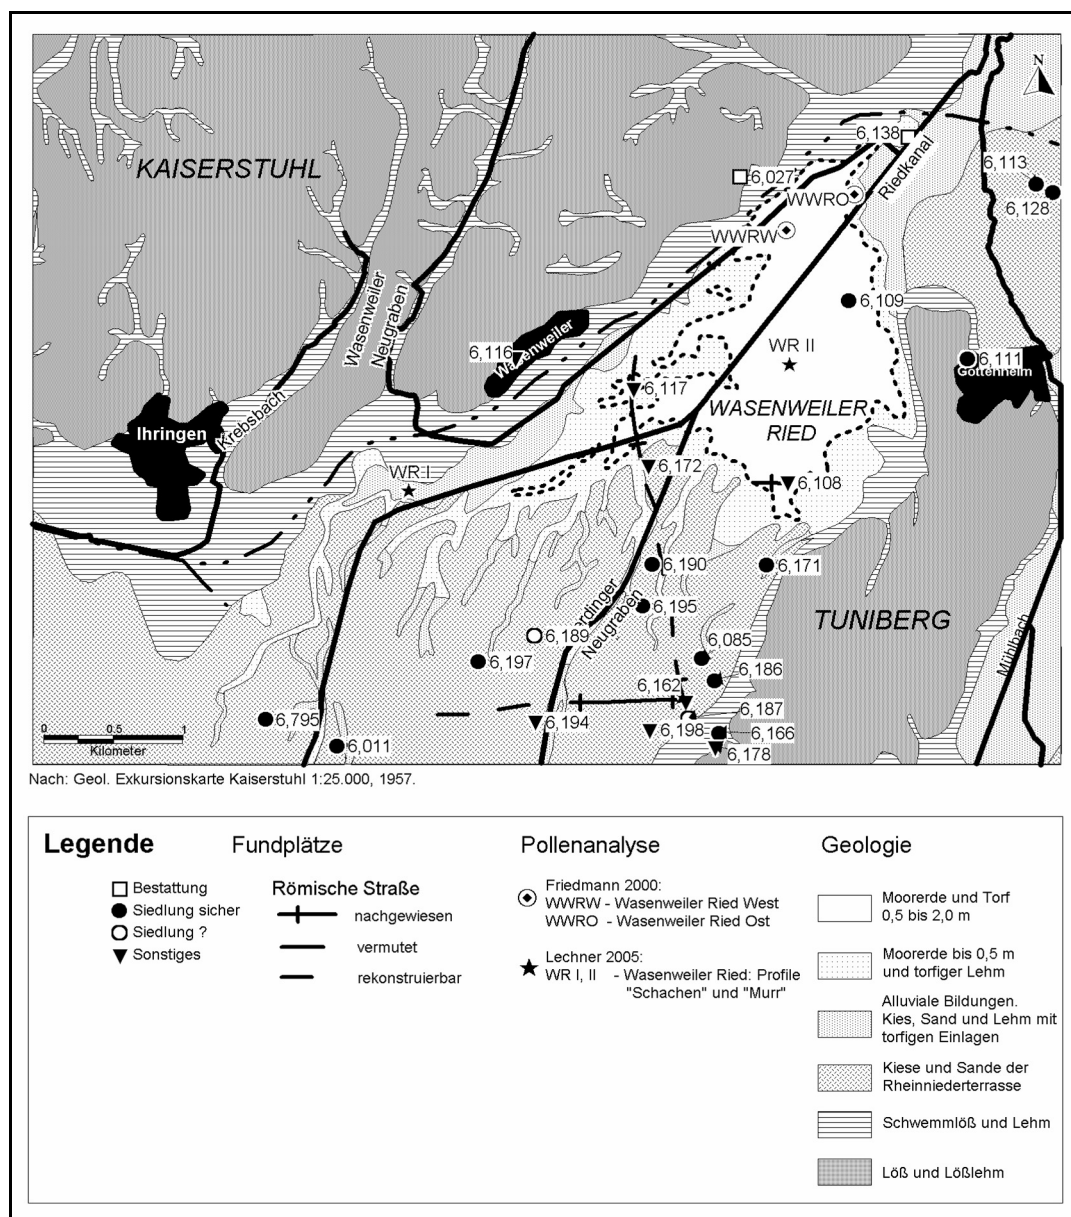 N
KAISERSTUHL
6,138
Riedkanal
6,027
6,113
WWRO
6,128
WWRW
Wasenweiler
Neugraben
6,109
6,116
Wasenweiler
WR II
6,111
Gottenheim
6,117
WASENWEILER
RIED
Ihringen
Krebsbach
WR I
6,172
6,108
6,190
6,171
6,195
TUNIBERG
erdinger
Neugraben
6,189
6,085
6,197
6,186
Mühlbach
6,162
6,187
6,795
6,194
6,198
6,166
6,011
6,178
0 0.5 1
Kilometer
Nach: Geol. Exkursionskarte Kaiserstuhl 1:25.000, 1957.
Legende
Fundplätze
Bestattung
Siedlung sicher
Siedlung ?
Sonstiges
Römische Straße
nachgewiesen
vermutet
rekonstruierbar
Pollenanalyse
Friedmann 2000:
WWRW - Wasenweiler Ried West
WWRO - Wasenweiler Ried Ost
Lechner 2005:
WR I, II - Wasenweiler Ried: Profile
"Schachen" und "Murr"
Geologie
Moorerde und Torf
0,5 bis 2,0 m
Moorerde bis 0,5 m
und torfiger Lehm
Alluviale Bildungen.
Kies, Sand und Lehm mit
torfigen Einlagen
Kiese und Sande der
Rheinniederterrasse
Schwemmlöß und Lehm
Löß und Lößlehm